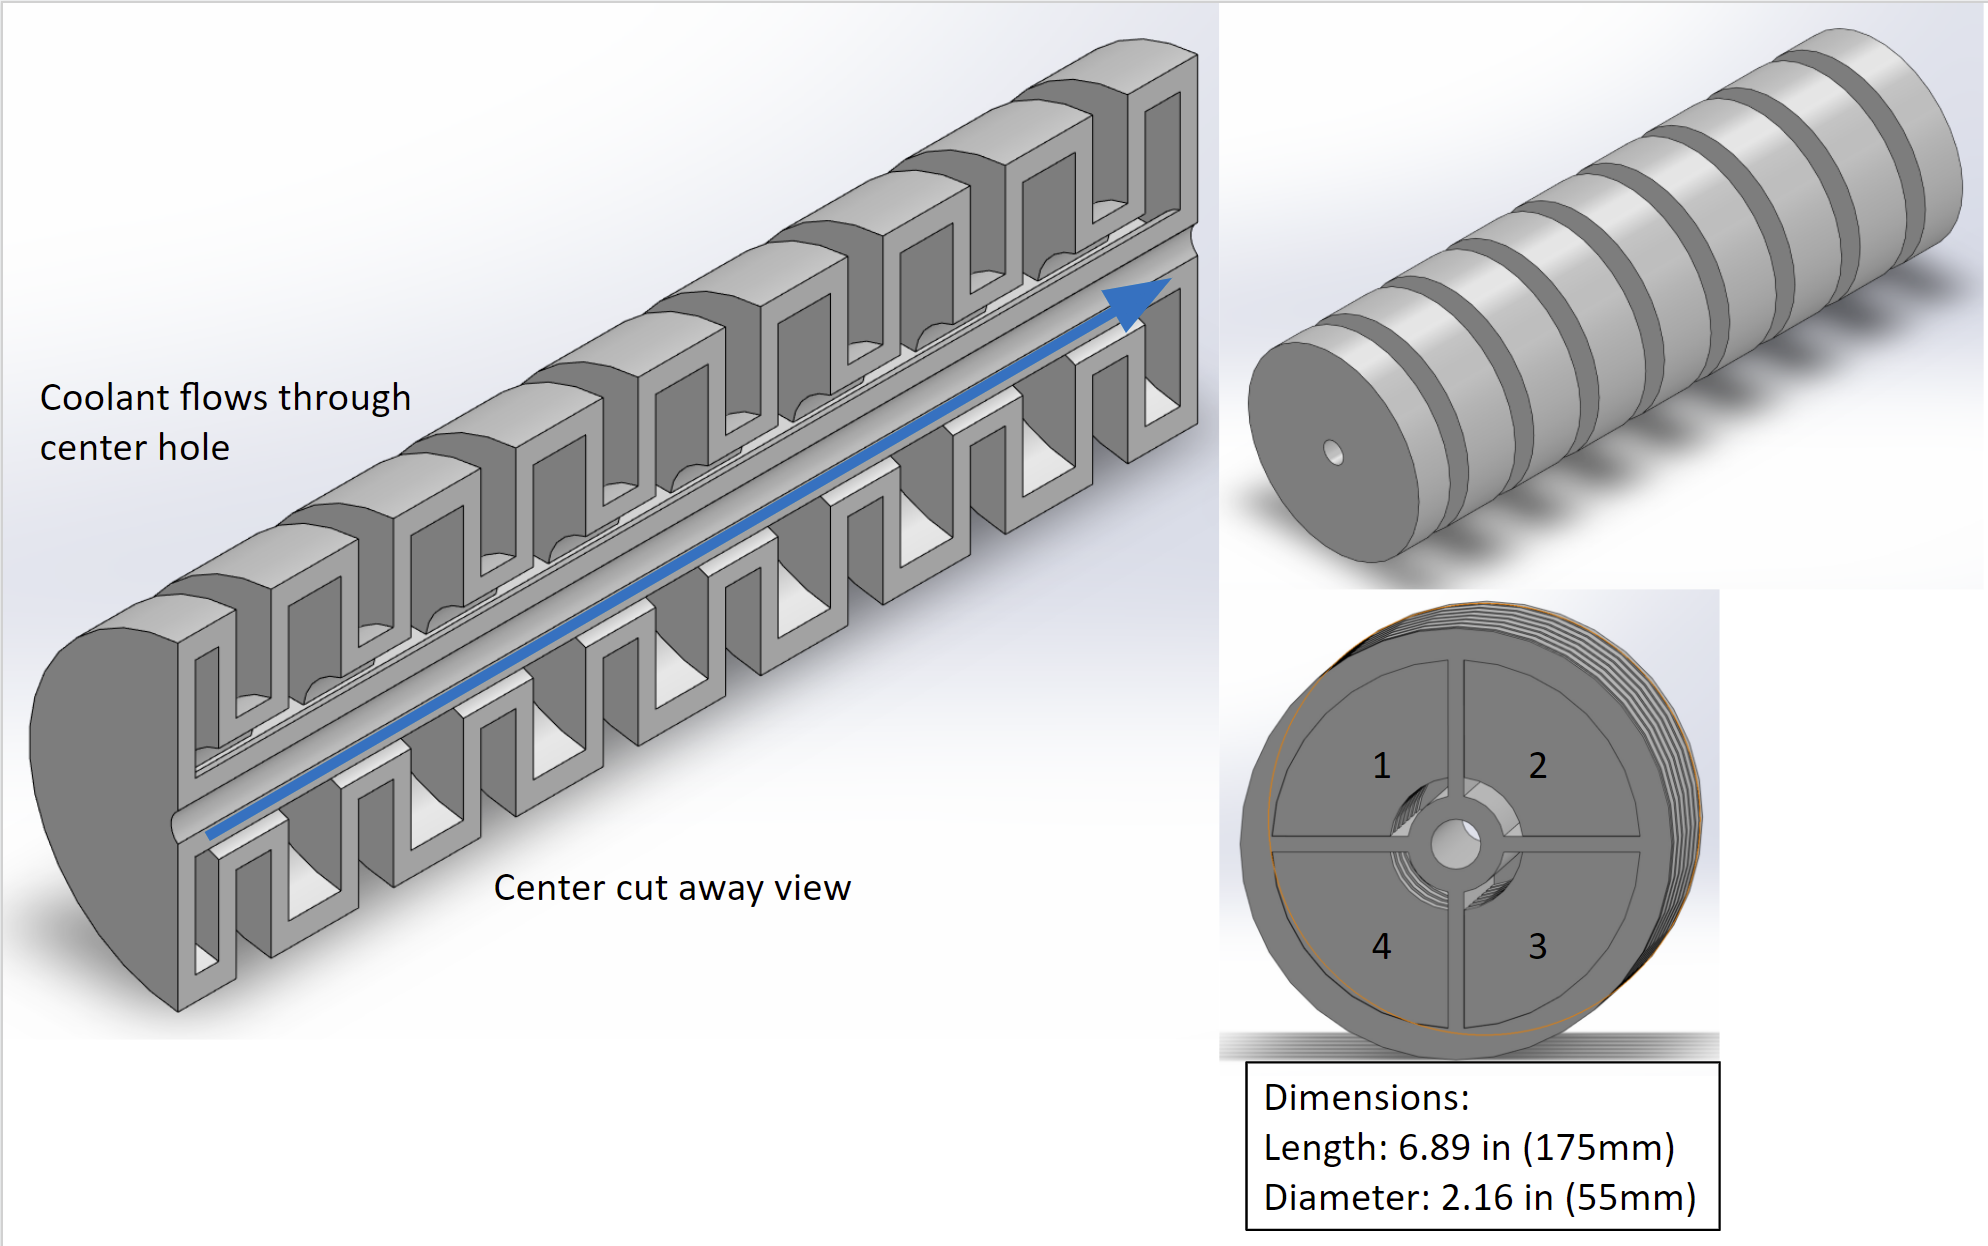 Coolant flows through
center hole
Center cut away view
1
2
4
3
Dimensions:
Length: 6.89 in (175mm)
Diameter: 2.16 in (55mm)